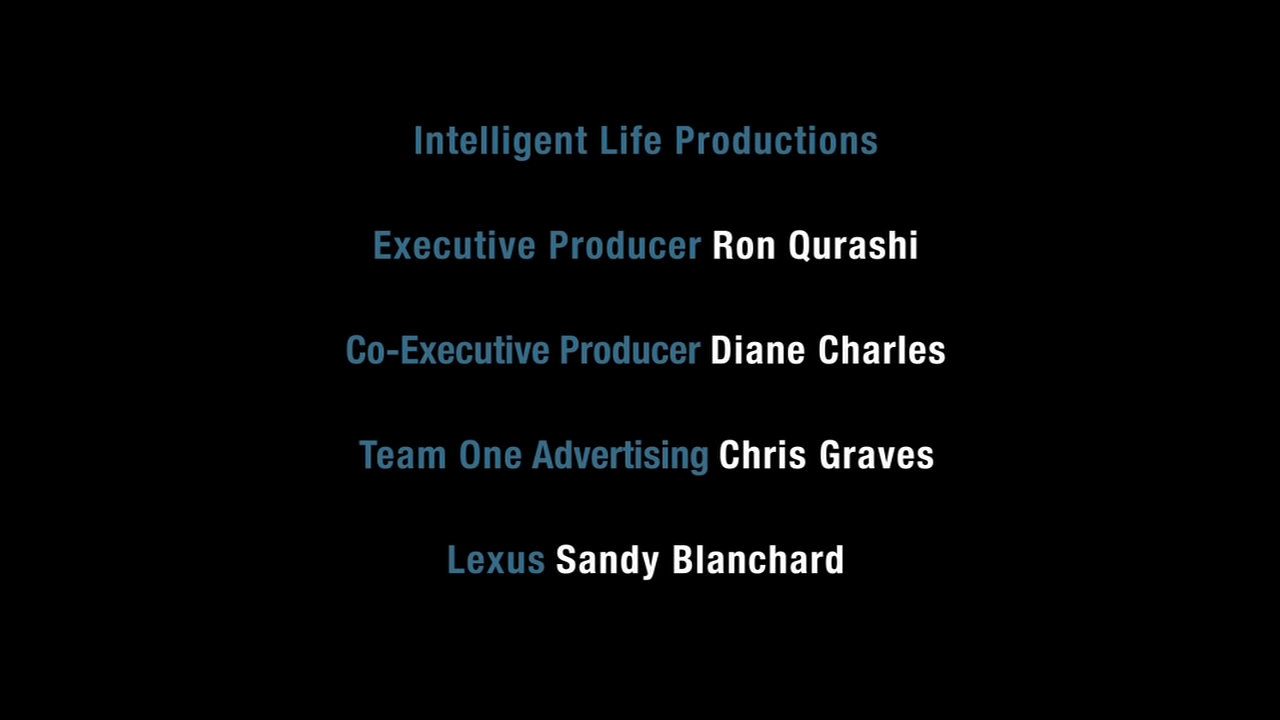 Intelligent Life Productions
Executive Producer Ron Qurashi
Co-Executive Producer Diane Charles
Team One Advertising Chris Graves
Lexus Sandy Blanchard